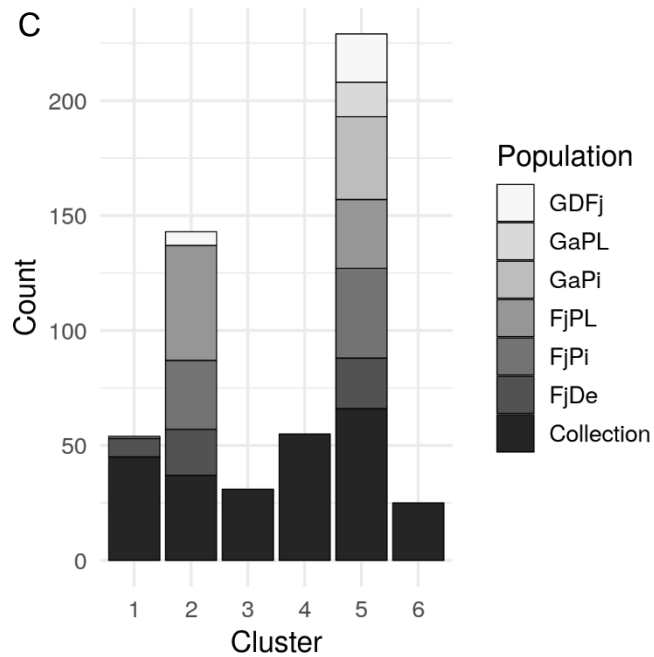 C
Count
200
150
100
50
0
1 2 3 4 5 6
Cluster
Population
GDFj
GaPL
GaPi
FjPL
FjPi
FjDe
Collection